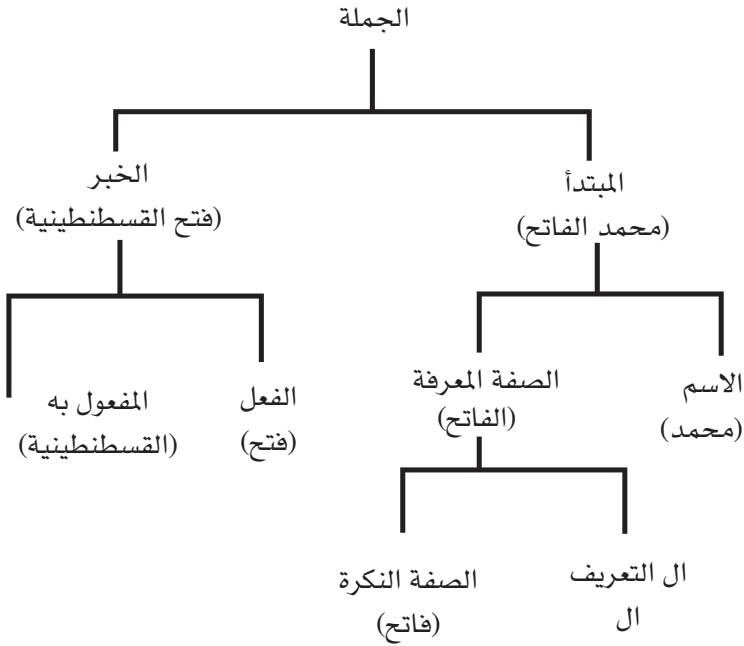 الجملة
المبتدأ
(محمد الفاتح)
الخبر
(فتح القسطنطينية)
الاسم
(محمد)
الصفة المعرفة
(الفاتح)
الفعل
(فتح)
المفعول به
(القسطنطينية)
ال التعريف
ال
الصفة النكرة
(فاتح)